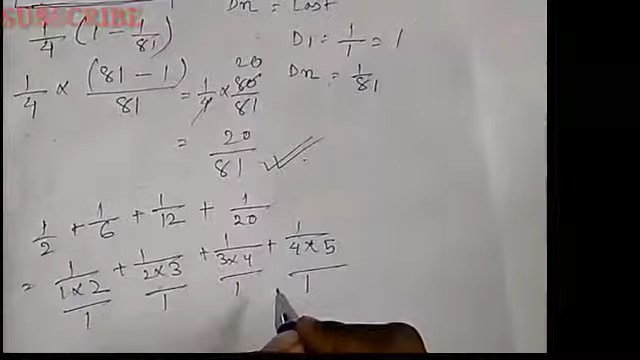 SUBSCRIBE
Dn = Last
1/4 (1 - 1/81)
D1 = 1/1 = 1
1/4 × (81 - 1)/81 = 1/4 × 80/81 20
Dn = 1/81
= 20/81 ✓
1/2 + 1/6 + 1/12 + 1/20
= 1/1×2 + 1/2×3 + 1/3×4 + 1/4×5
1 1 1 1